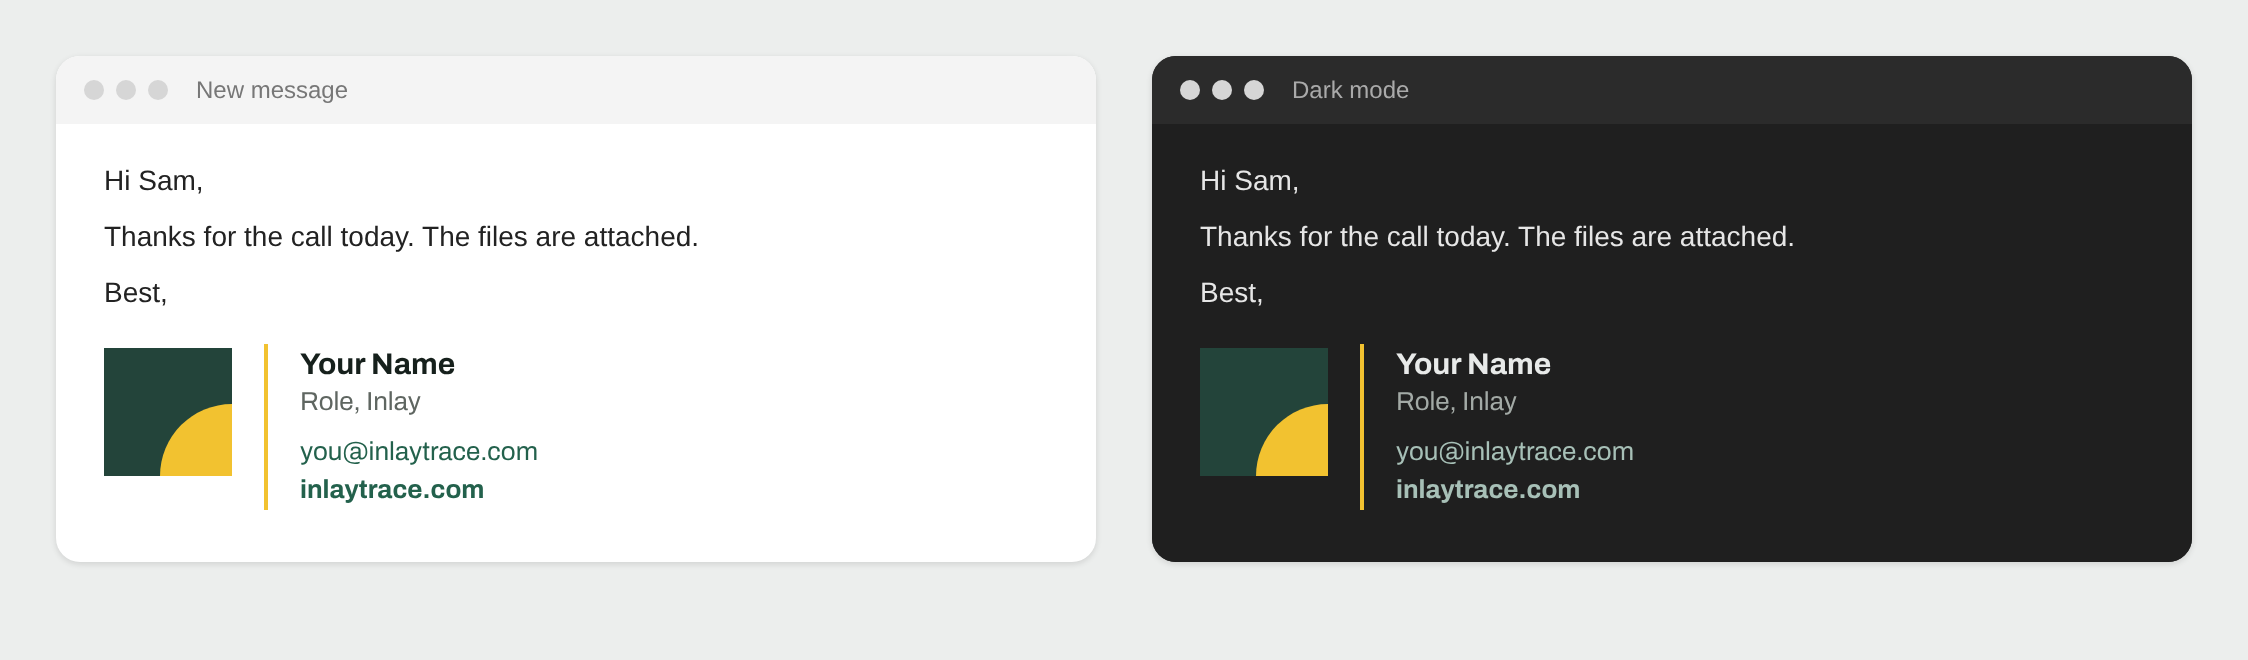 New message
Hi Sam,
Thanks for the call today. The files are attached.
Best,
Your Name
Role, Inlay
you@inlaytrace.com
inlaytrace.com
Dark mode
Hi Sam,
Thanks for the call today. The files are attached.
Best,
Your Name
Role, Inlay
you@inlaytrace.com
inlaytrace.com